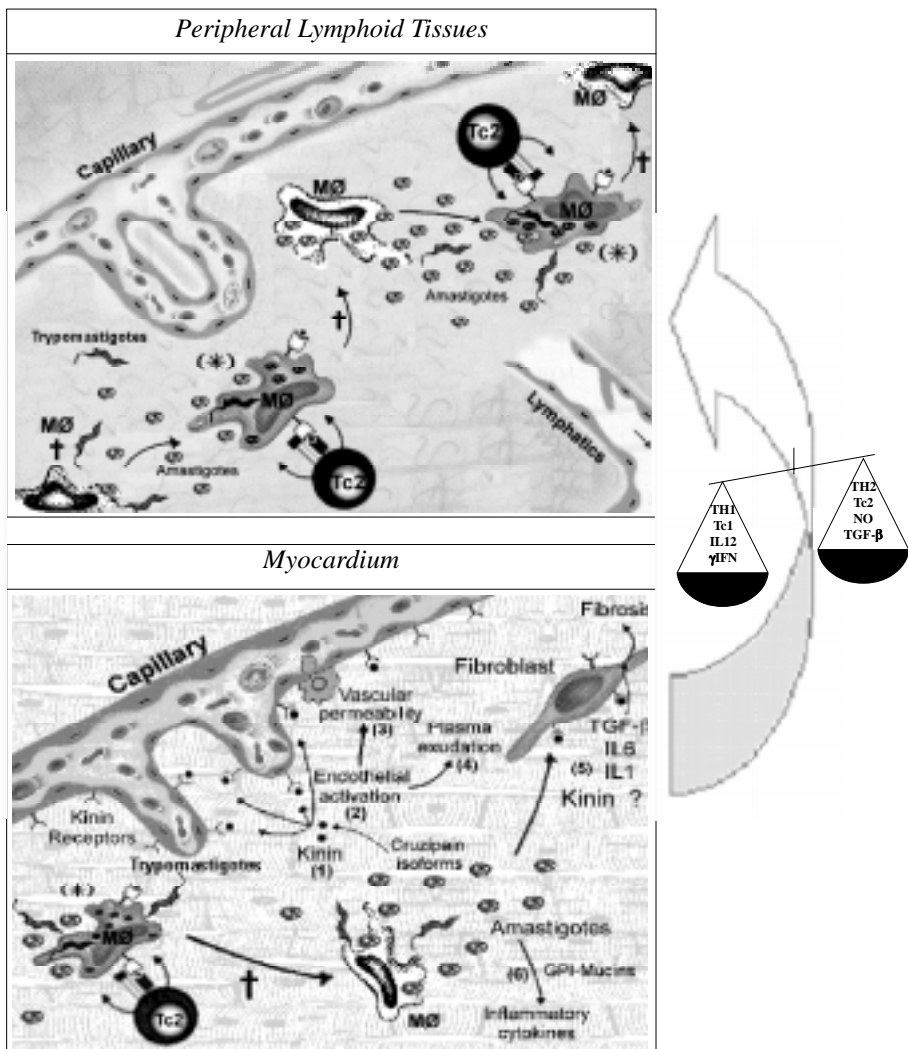 Peripheral Lymphoid Tissues
MØ
Tc2
†
Capillary
MØ
MØ
(*)
Amastigotes
†
Trypomastigotes
(*)
MØ
MØ
†
Amastigotes
Tc2
Lymphatics
TH1
Tc1
IL12
γIFN
TH2
Tc2
NO
TGF-β
Myocardium
Capillary
Fibrosis
Fibroblast
Vascular
permeability
(3)
Plasma
exudation
(4)
TGF-β
IL6
(5) IL1
Kinin ?
Endothelial
activation
(2)
Kinin
Receptors
Cruzipain
isoforms
Kinin
(1)
Trypomastigotes
(*)
MØ
†
Tc2
MØ
Amastigotes
(6) GPI-Mucins
Inflammatory
cytokines